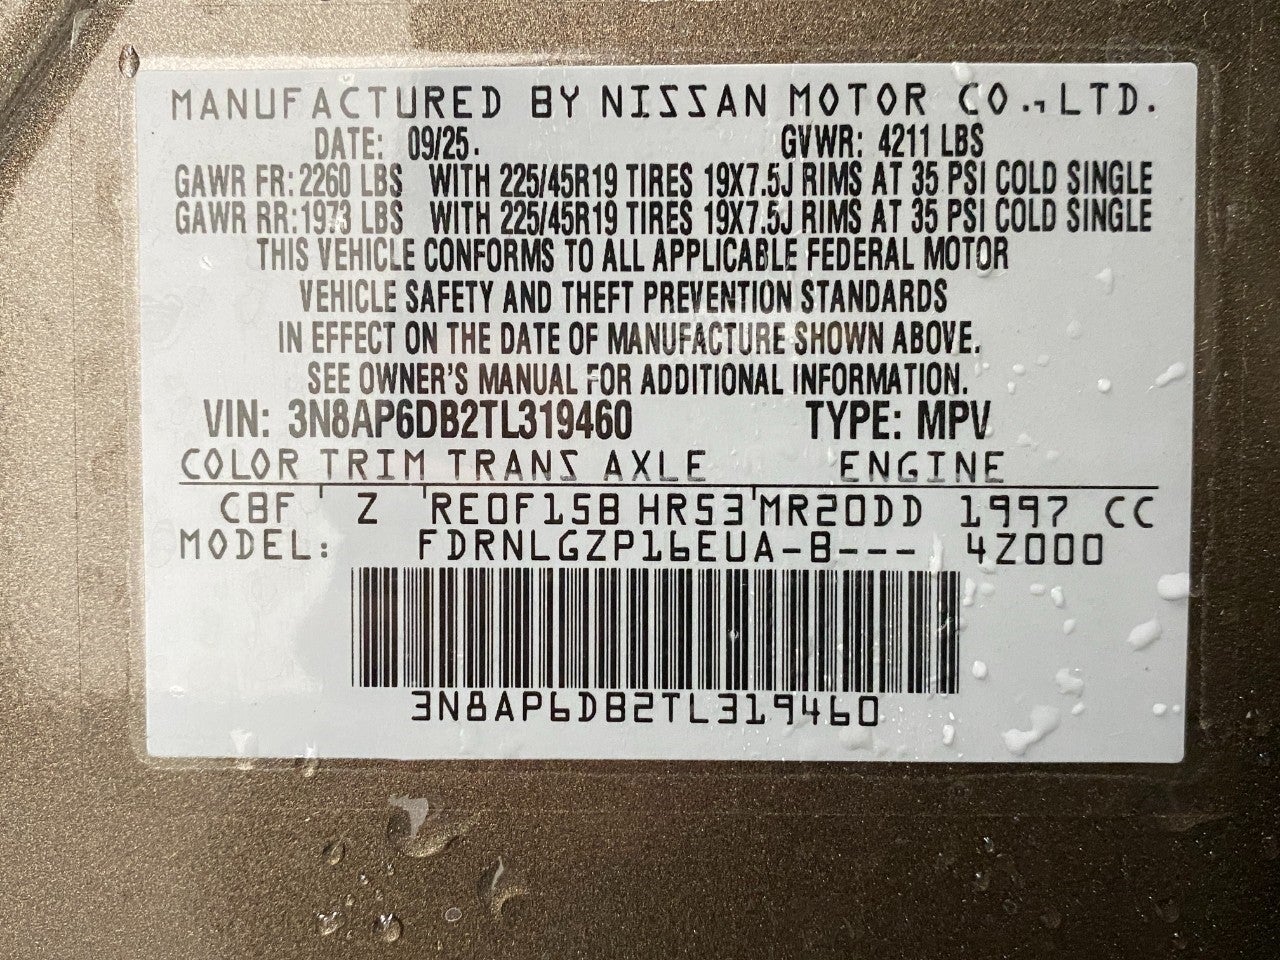 MANUFACTURED BY NISSAN MOTOR CO., LTD.
DATE: 09/25. GVWR: 4211 LBS
GAWR FR: 2260 LBS WITH 225/45R19 TIRES 19X7.5J RIMS AT 35 PSI COLD SINGLE
GAWR RR: 1973 LBS WITH 225/45R19 TIRES 19X7.5J RIMS AT 35 PSI COLD SINGLE
THIS VEHICLE CONFORMS TO ALL APPLICABLE FEDERAL MOTOR
VEHICLE SAFETY AND THEFT PREVENTION STANDARDS
IN EFFECT ON THE DATE OF MANUFACTURE SHOWN ABOVE.
SEE OWNER'S MANUAL FOR ADDITIONAL INFORMATION.
VIN: 3N8AP6DB2TL319460 TYPE: MPV
COLOR TRIM TRANS AXLE ENGINE
CBF Z RE0F15B HR53 MR20DD 1997 CC
MODEL: FDRNLGZP16EUA-B--- 4Z000
3N8AP6DB2TL319460